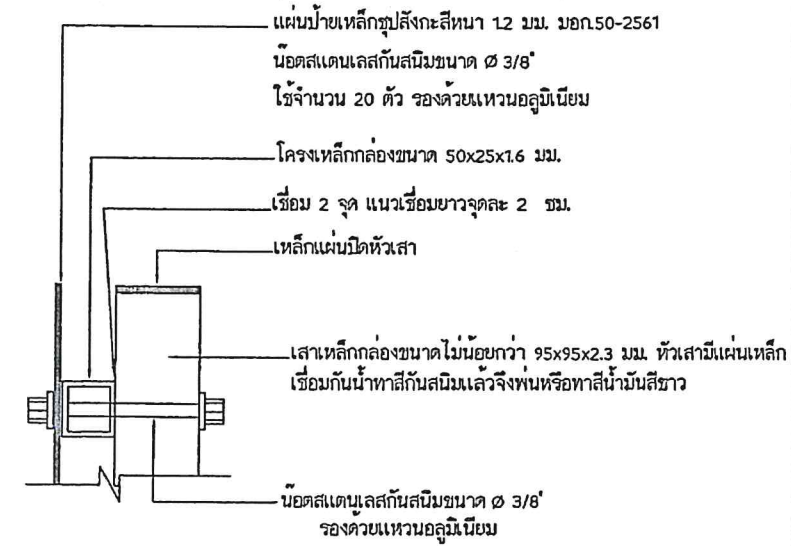 แผ่นป้ายเหล็กชุปสังกะสีหนา 1.2 มม. มอก.50-2561
น๊อตสแตนเลสกันสนิมขนาด Ø 3/8"
ใช้จำนวน 20 ตัว รองด้วยแหวนอลูมิเนียม
โครงเหล็กกล่องขนาด 50x25x1.6 มม.
เชื่อม 2 จุด แนวเชื่อมยาวจุดละ 2 ซม.
เหล็กแผ่นปิดหัวเสา
เสาเหล็กกล่องขนาดไม่น้อยกว่า 95x95x2.3 มม. หัวเสามีแผ่นเหล็ก
เชื่อมกันน้ำทาสีกันสนิมแล้วจึงพ่นหรือทาสีน้ำมันสีขาว
น๊อตสแตนเลสกันสนิมขนาด Ø 3/8"
รองด้วยแหวนอลูมิเนียม